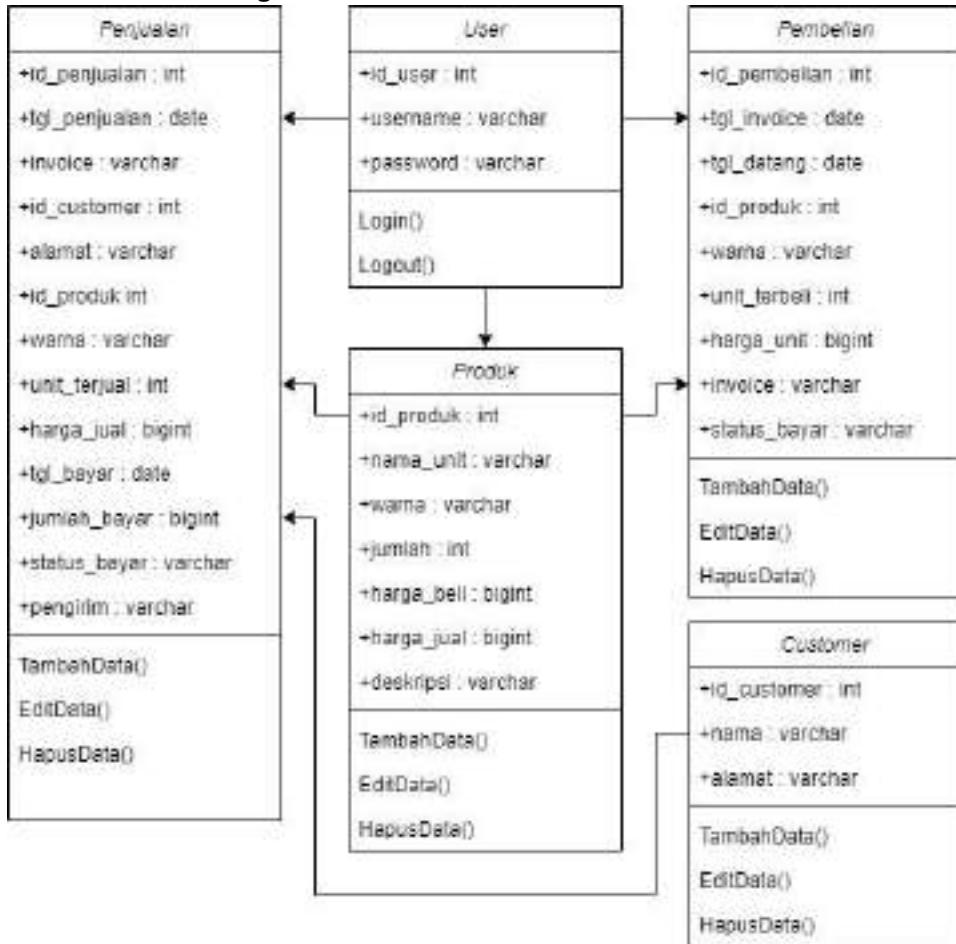 Penjualan
+id_penjualan : int
+tgl_penjualan : date
+invoice : varchar
+id_customer : int
+alamat : varchar
+id_produk int
+warna : varchar
+unit_terjual : int
+harga_jual : bigint
+tgl_bayar : date
+jumlah_bayar : bigint
+status_bayar : varchar
+pengirim : varchar
TambahData()
EditData()
HapusData()
User
+id_user : int
+username : varchar
+password : varchar
Login()
Logout()
Produk
+id_produk : int
+nama_unit : varchar
+warna : varchar
+jumlah : int
+harga_beli : bigint
+harga_jual : bigint
+deskripsi : varchar
TambahData()
EditData()
HapusData()
Pembelian
+id_pembelian : int
+tgl_invoice : date
+tgl_datang : date
+id_produk : int
+warna : varchar
+unit_terbeli : int
+harga_unit : bigint
+invoice : varchar
+status_bayar : varchar
TambahData()
EditData()
HapusData()
Customer
+id_customer : int
+nama : varchar
+alamat : varchar
TambahData()
EditData()
HapusData()